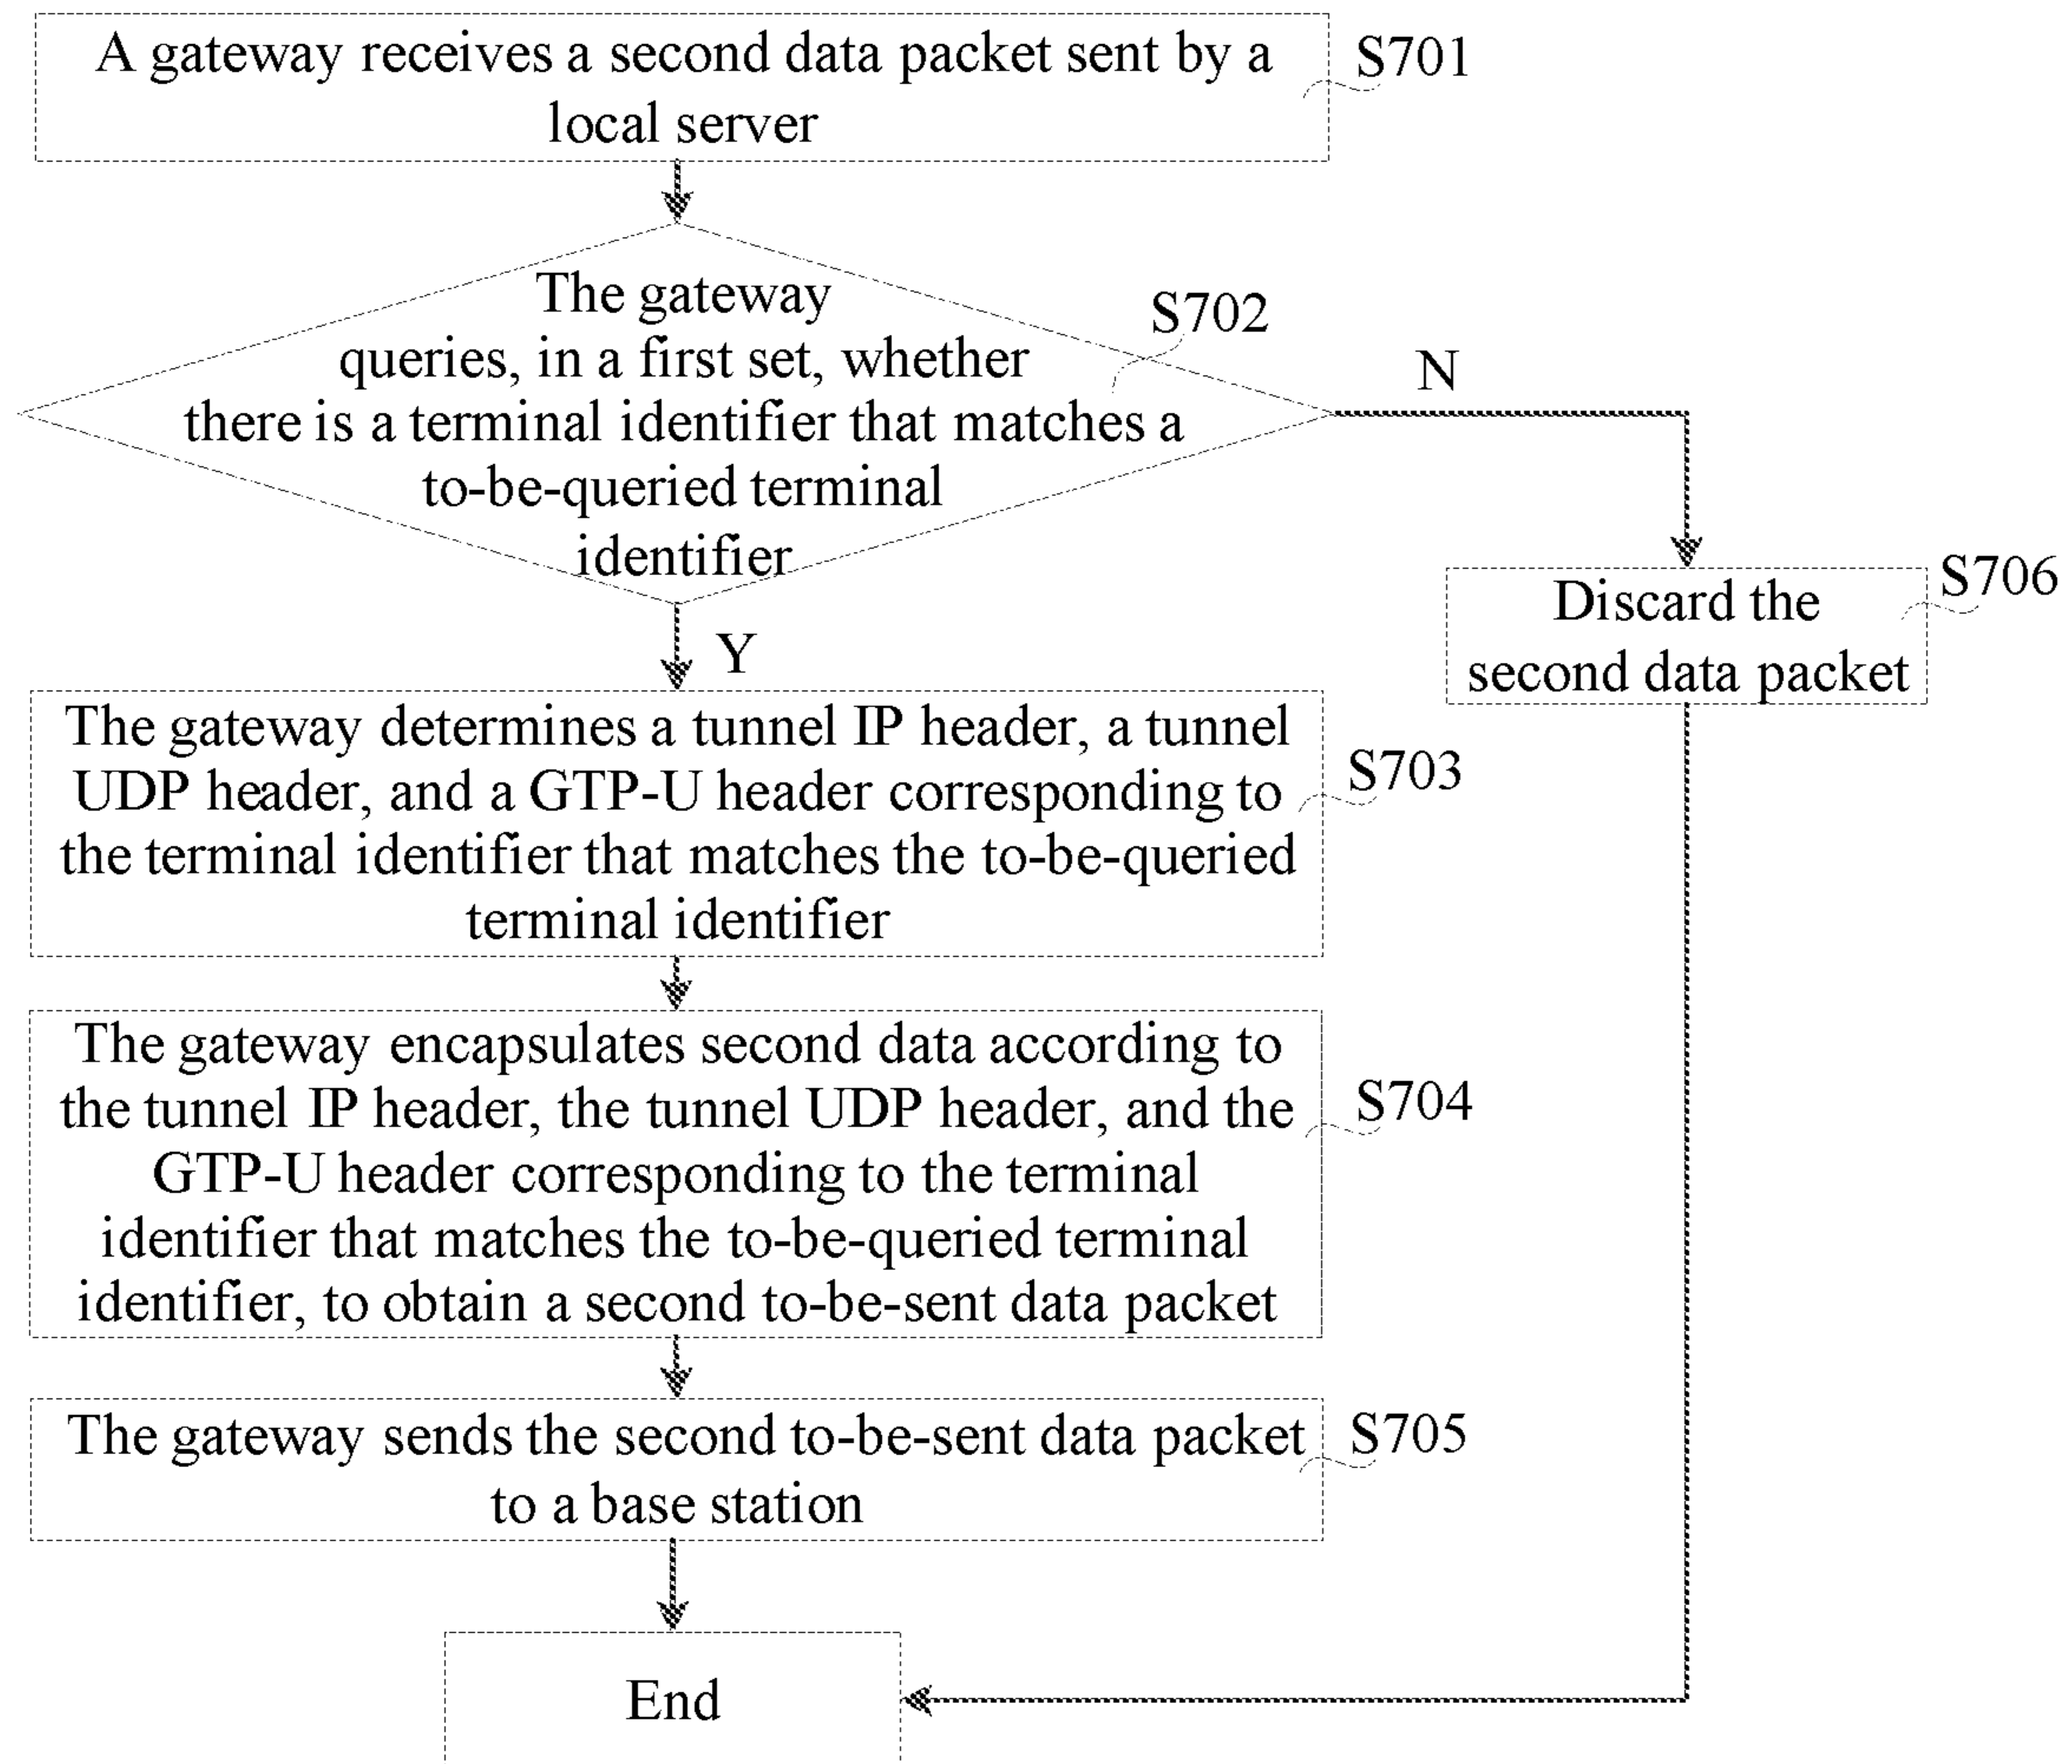 A gateway receives a second data packet sent by a
local server
S701
The gateway
queries, in a first set, whether
there is a terminal identifier that matches a
to-be-queried terminal
identifier
S702
N
Y
Discard the
second data packet
S706
The gateway determines a tunnel IP header, a tunnel
UDP header, and a GTP-U header corresponding to
the terminal identifier that matches the to-be-queried
terminal identifier
S703
The gateway encapsulates second data according to
the tunnel IP header, the tunnel UDP header, and the
GTP-U header corresponding to the terminal
identifier that matches the to-be-queried terminal
identifier, to obtain a second to-be-sent data packet
S704
The gateway sends the second to-be-sent data packet
to a base station
S705
End